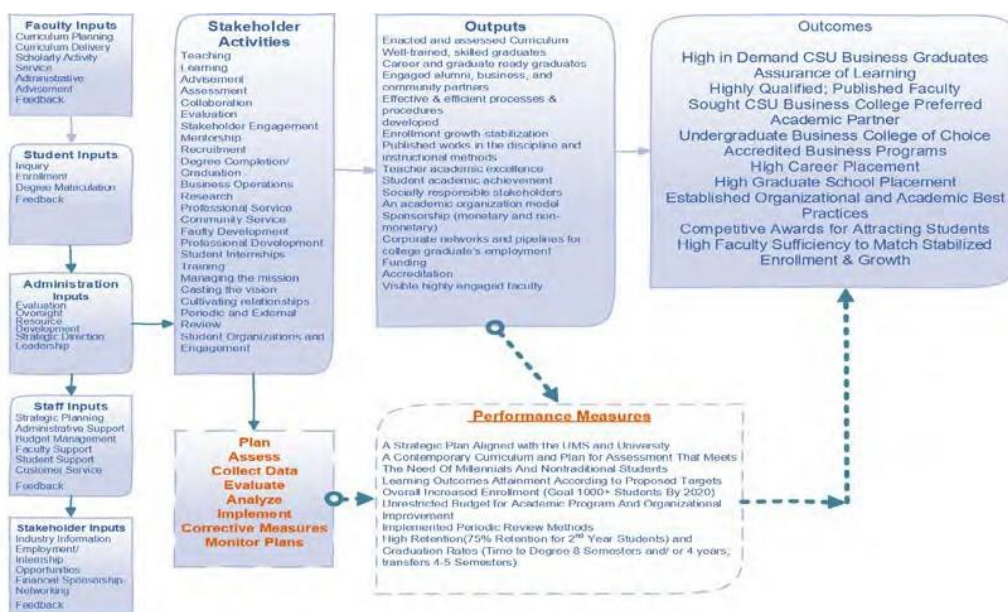 Faculty Inputs
Curriculum Planning
Curriculum Delivery
Scholarly Activity
Service
Administrative
Advisement
Feedback
Student Inputs
Inquiry
Enrollment
Degree Matriculation
Feedback
Administration
Inputs
Evaluation
Oversight
Resource
Development
Strategic Direction
Leadership
Staff Inputs
Strategic Planning
Administrative Support
Budget Management
Faculty Support
Student Support
Customer Service
Feedback
Stakeholder Inputs
Industry Information
Employment/
Internship
Opportunities
Financial Sponsorship-
Networking
Feedback
Stakeholder
Activities
Teaching
Learning
Advisement
Assessment
Collaboration
Evaluation
Stakeholder Engagement
Mentorship
Recruitment
Degree Completion/
Graduation
Business Operations
Research
Professional Service
Community Service
Faulty Development
Professional Development
Student Internships
Training
Managing the mission
Casting the vision
Cultivating relationships
Periodic and External
Review
Student Organizations and
Engagement
Plan
Assess
Collect Data
Evaluate
Analyze
Implement
Corrective Measures
Monitor Plans
Outputs
Enacted and assessed Curriculum
Well-trained, skilled graduates
Career and graduate ready graduates
Engaged alumni, business, and
community partners
Effective & efficient processes &
procedures
developed
Enrollment growth-stabilization
Published works in the discipline and
instructional methods
Teacher academic excellence
Student academic achievement
Socially responsible stakeholders
An academic organization model
Sponsorship (monetary and non-
monetary)
Corporate networks and pipelines for
college graduate's employment
Funding
Accreditation
Visible highly engaged faculty
Performance Measures
A Strategic Plan Aligned with the UMS and University
A Contemporary Curriculum and Plan for Assessment That Meets
The Need Of Millennials And Nontraditional Students
Learning Outcomes Attainment According to Proposed Targets
Overall Increased Enrollment (Goal 1000+ Students By 2020)
Unrestricted Budget for Academic Program And Organizational
Improvement
Implemented Periodic Review Methods
High Retention(75% Retention for 2nd Year Students) and
Graduation Rates (Time to Degree 8 Semesters and/ or 4 years;
transfers 4-5 Semesters)
Outcomes
High in Demand CSU Business Graduates
Assurance of Learning
Highly Qualified; Published Faculty
Sought CSU Business College Preferred
Academic Partner
Undergraduate Business College of Choice
Accredited Business Programs
High Career Placement
High Graduate School Placement
Established Organizational and Academic Best
Practices
Competitive Awards for Attracting Students
High Faculty Sufficiency to Match Stabilized
Enrollment & Growth